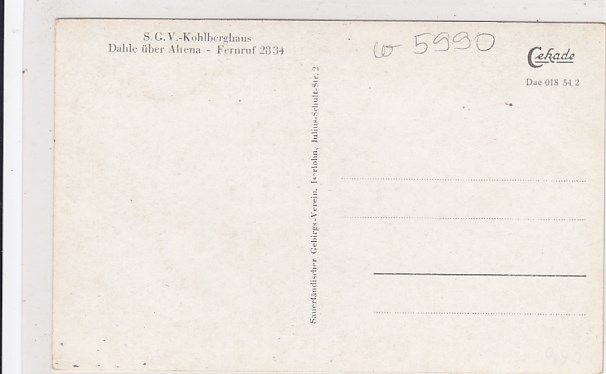 S. G. V.-Kohlberghaus
Dahle über Altena - Fernruf 2834
w 5990
Cekade
Dae 018 54 2
Sauerländischer Gebirgs-Verein, Iserlohn, Julius-Schult-Str. 2